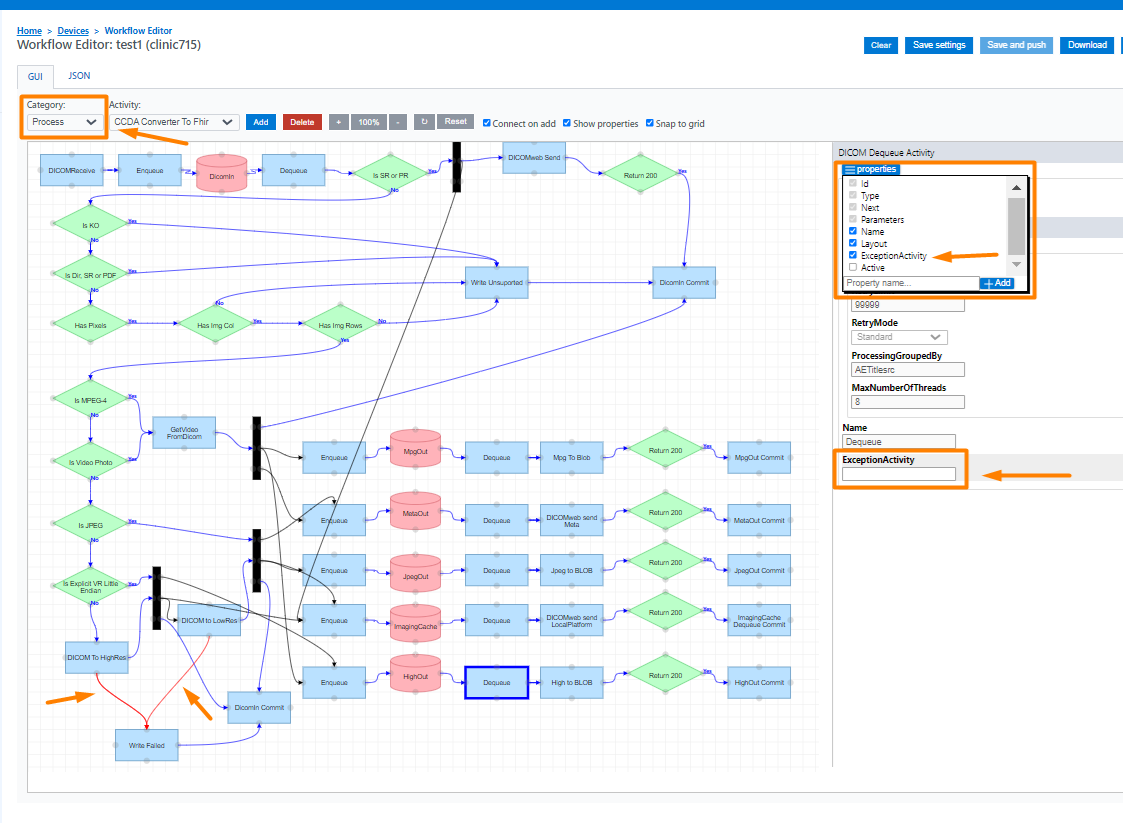 Home > Devices > Workflow Editor
Workflow Editor: test1 (clinic715)
Clear
Save settings
Save and push
Download
GUI
JSON
Category:
Activity:
Process
CCDA Converter To Fhir
Add
Delete
+
100%
-
↻
Reset
Connect on add
Show properties
Snap to grid
DICOMReceive
Enqueue
DicomIn
Dequeue
Is SR or PR
Yes
No
DICOMweb Send
Return 200
Yes
Is KO
Yes
No
Is Dir, SR or PDF
Yes
No
Write Unsuported
DicomIn Commit
Has Pixels
Yes
Has Img Col
No
Yes
Has Img Rows
No
Yes
Is MPEG-4
Yes
No
GetVideo
FromDicom
Is Video Photo
Yes
No
Enqueue
MpgOut
Dequeue
Mpg To Blob
Return 200
Yes
MpgOut Commit
Is JPEG
Yes
No
Enqueue
MetaOut
Dequeue
DICOMweb send
Meta
Return 200
Yes
MetaOut Commit
Enqueue
JpegOut
Dequeue
Jpeg to BLOB
Return 200
Yes
JpegOut Commit
Is Explicit VR Little
Endian
Yes
No
DICOM to LowRes
Enqueue
ImagingCache
Dequeue
DICOMweb send
LocalPlatform
Return 200
Yes
ImagingCache
Dequeue Commit
DICOM To HighRes
Enqueue
HighOut
Dequeue
High to BLOB
Return 200
Yes
HighOut Commit
DicomIn Commit
Write Failed
DICOM Dequeue Activity
properties
Id
Type
Next
Parameters
Name
Layout
ExceptionActivity
Active
Property name...
+ Add
99999
RetryMode
Standard
ProcessingGroupedBy
AETitlesrc
MaxNumberOfThreads
8
Name
Dequeue
ExceptionActivity